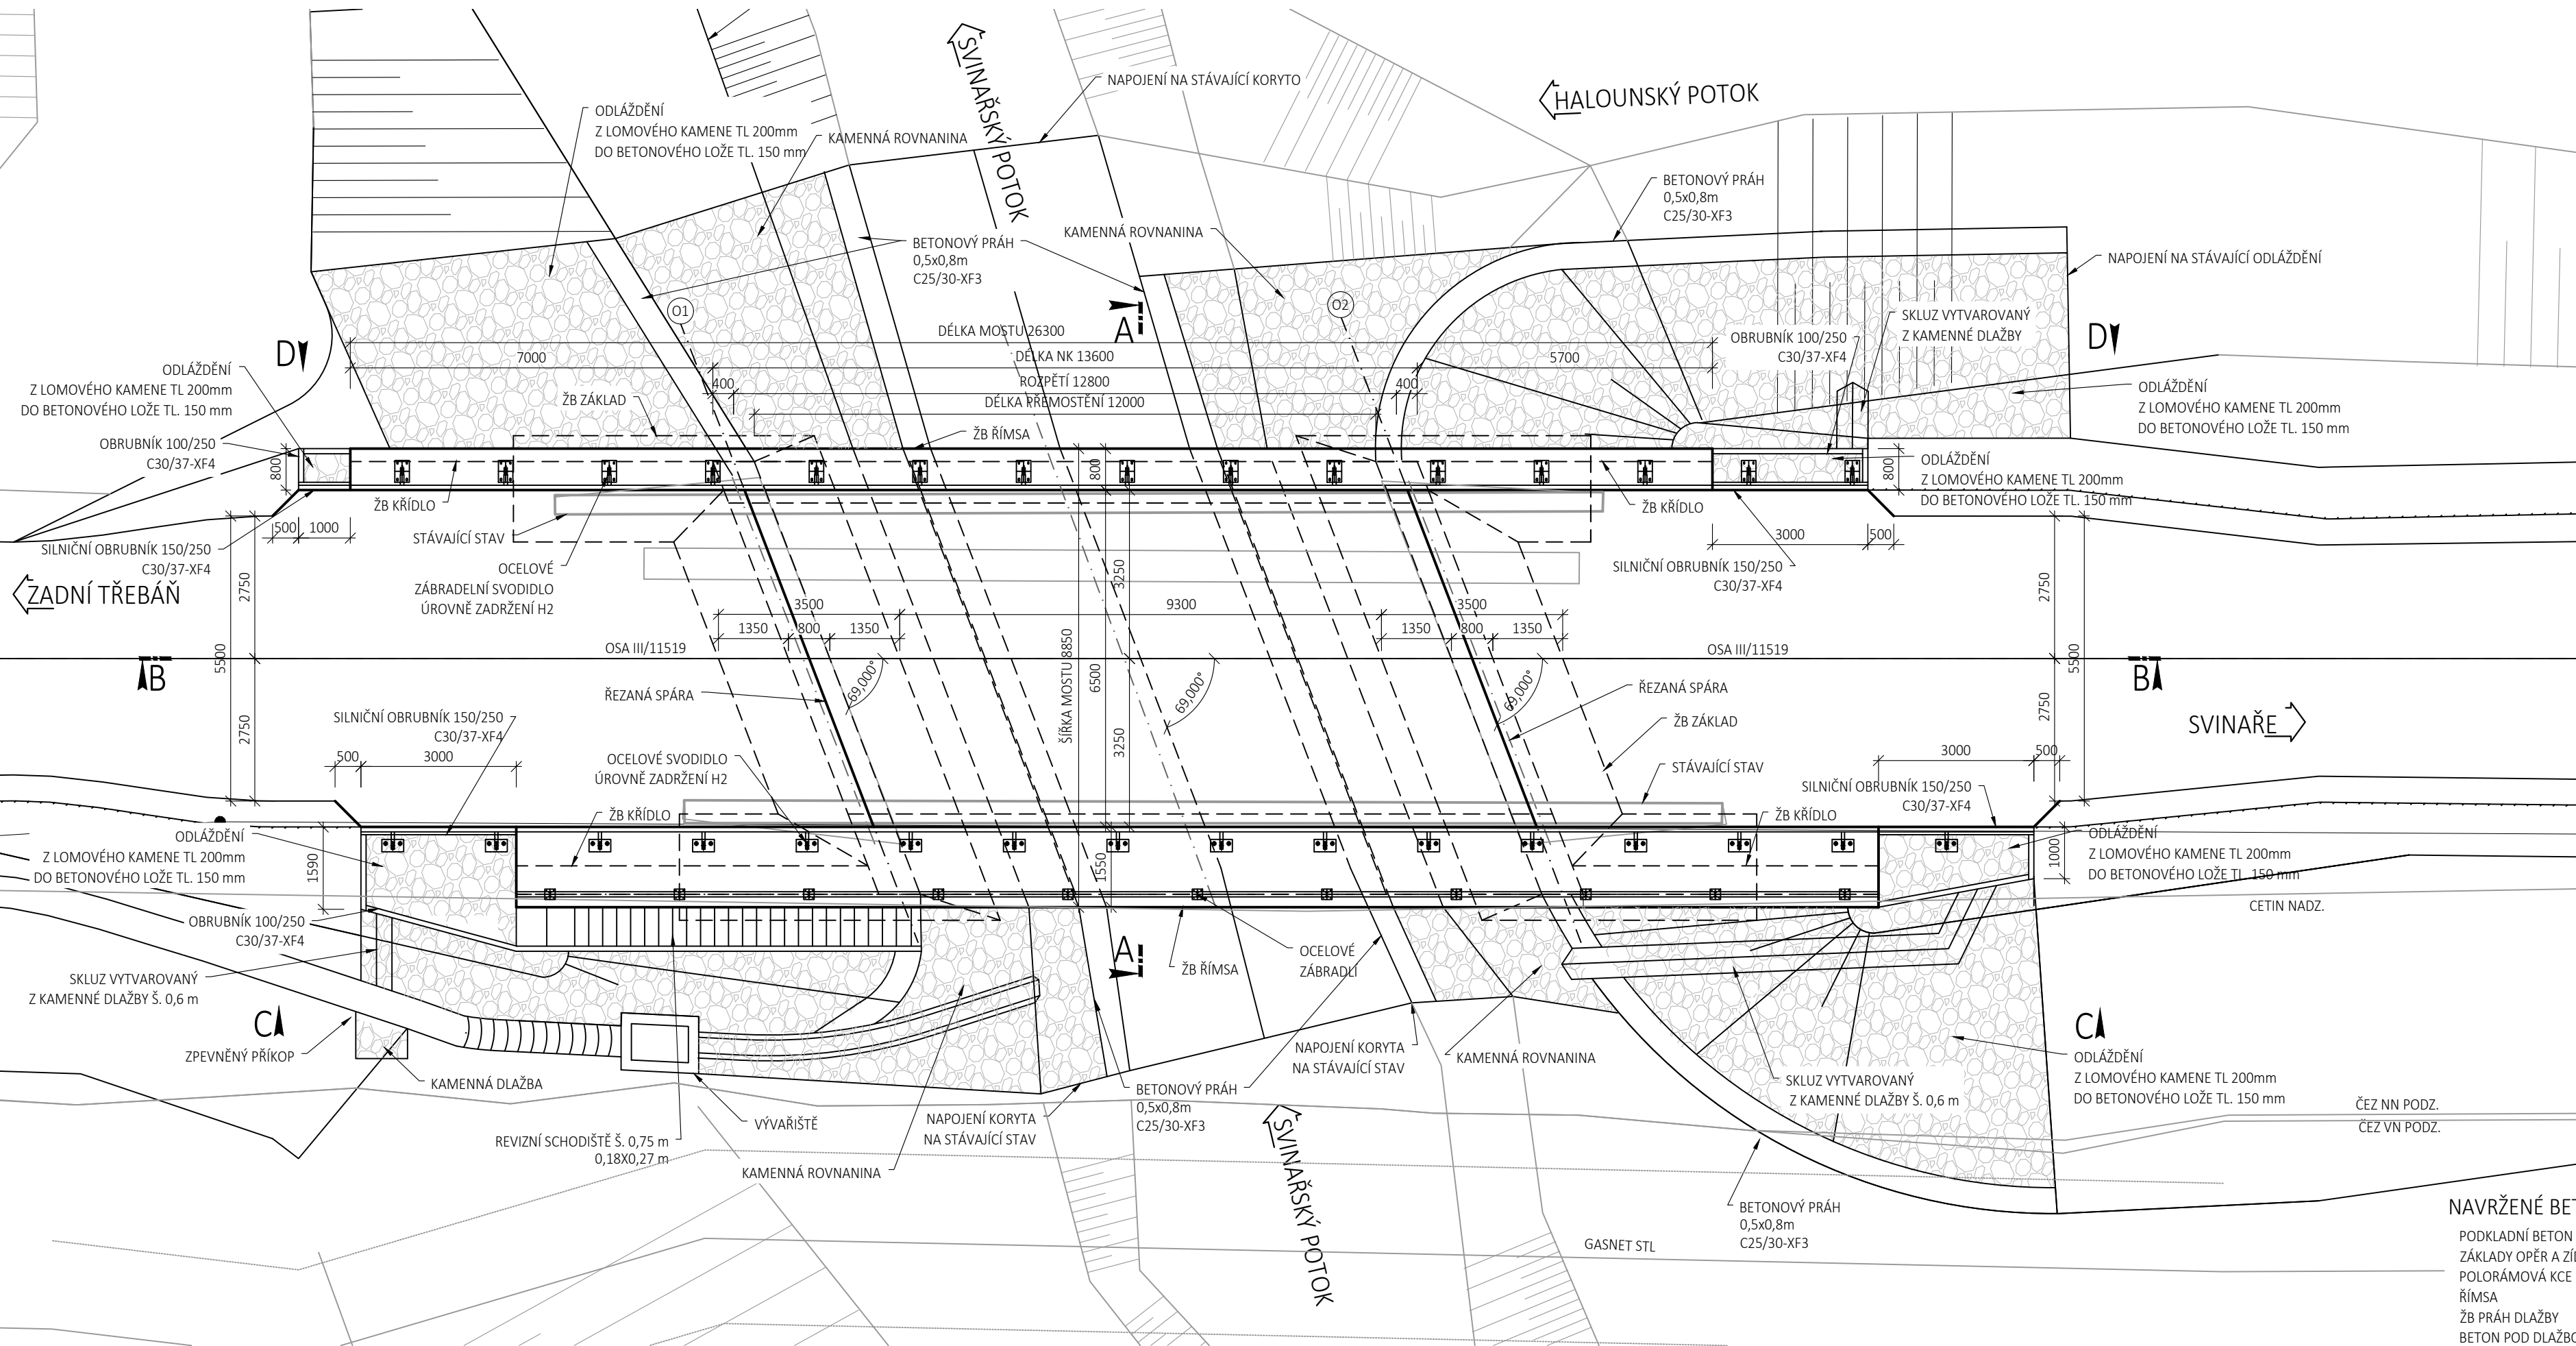 SVINAŘSKÝ POTOK
NAPOJENÍ NA STÁVAJÍCÍ KORYTO
HALOUNSKÝ POTOK
ODLÁŽDĚNÍ
Z LOMOVÉHO KAMENE TL 200mm
DO BETONOVÉHO LOŽE TL. 150 mm
KAMENNÁ ROVNANINA
BETONOVÝ PRÁH
0,5x0,8m
C25/30-XF3
KAMENNÁ ROVNANINA
BETONOVÝ PRÁH
0,5x0,8m
C25/30-XF3
NAPOJENÍ NA STÁVAJÍCÍ ODLÁŽDĚNÍ
O1
O2
A
SKLUZ VYTVAROVANÝ
Z KAMENNÉ DLAŽBY
OBRUBNÍK 100/250
C30/37-XF4
D
D
DÉLKA MOSTU 26300
7000
DÉLKA NK 13600
5700
400
ROZPĚTÍ 12800
400
DÉLKA PŘEMOSTĚNÍ 12000
ODLÁŽDĚNÍ
Z LOMOVÉHO KAMENE TL 200mm
DO BETONOVÉHO LOŽE TL. 150 mm
ŽB ZÁKLAD
ODLÁŽDĚNÍ
Z LOMOVÉHO KAMENE TL 200mm
DO BETONOVÉHO LOŽE TL. 150 mm
OBRUBNÍK 100/250
C30/37-XF4
ŽB ŘÍMSA
800
800
800
ODLÁŽDĚNÍ
Z LOMOVÉHO KAMENE TL 200mm
DO BETONOVÉHO LOŽE TL. 150 mm
ŽB KŘÍDLO
ŽB KŘÍDLO
500
1000
STÁVAJÍCÍ STAV
3000
500
SILNIČNÍ OBRUBNÍK 150/250
C30/37-XF4
OCELOVÉ
ZÁBRADELNÍ SVODIDLO
ÚROVNĚ ZADRŽENÍ H2
SILNIČNÍ OBRUBNÍK 150/250
C30/37-XF4
ZADNÍ TŘEBÁŇ
2750
3250
2750
3500
9300
3500
1350
800
1350
1350
800
1350
5500
OSA III/11519
ŠÍŘKA MOSTU 8850
6500
OSA III/11519
5500
B
B
69,000°
69,000°
69,000°
ŘEZANÁ SPÁRA
ŘEZANÁ SPÁRA
ŽB ZÁKLAD
SVINAŘE
2750
3250
2750
SILNIČNÍ OBRUBNÍK 150/250
C30/37-XF4
500
3000
OCELOVÉ SVODIDLO
ÚROVNĚ ZADRŽENÍ H2
STÁVAJÍCÍ STAV
3000
500
SILNIČNÍ OBRUBNÍK 150/250
C30/37-XF4
ŽB KŘÍDLO
ŽB KŘÍDLO
ODLÁŽDĚNÍ
Z LOMOVÉHO KAMENE TL 200mm
DO BETONOVÉHO LOŽE TL. 150 mm
1590
1550
1000
ODLÁŽDĚNÍ
Z LOMOVÉHO KAMENE TL 200mm
DO BETONOVÉHO LOŽE TL. 150 mm
CETIN NADZ.
OBRUBNÍK 100/250
C30/37-XF4
A
ŽB ŘÍMSA
OCELOVÉ
ZÁBRADLÍ
SKLUZ VYTVAROVANÝ
Z KAMENNÉ DLAŽBY Š. 0,6 m
C
C
ZPEVNĚNÝ PŘÍKOP
KAMENNÁ DLAŽBA
NAPOJENÍ KORYTA
NA STÁVAJÍCÍ STAV
KAMENNÁ ROVNANINA
ODLÁŽDĚNÍ
Z LOMOVÉHO KAMENE TL 200mm
DO BETONOVÉHO LOŽE TL. 150 mm
SKLUZ VYTVAROVANÝ
Z KAMENNÉ DLAŽBY Š. 0,6 m
BETONOVÝ PRÁH
0,5x0,8m
C25/30-XF3
VÝVAŘIŠTĚ
NAPOJENÍ KORYTA
NA STÁVAJÍCÍ STAV
REVIZNÍ SCHODIŠTĚ Š. 0,75 m
0,18X0,27 m
KAMENNÁ ROVNANINA
SVINAŘSKÝ POTOK
ČEZ NN PODZ.
ČEZ VN PODZ.
BETONOVÝ PRÁH
0,5x0,8m
C25/30-XF3
GASNET STL
NAVRŽENÉ BE
PODKLADNÍ BETON
ZÁKLADY OPĚR A
POLORÁMOVÁ KCE
ŘÍMSA
ŽB PRÁH DLAŽBY
BETON POD